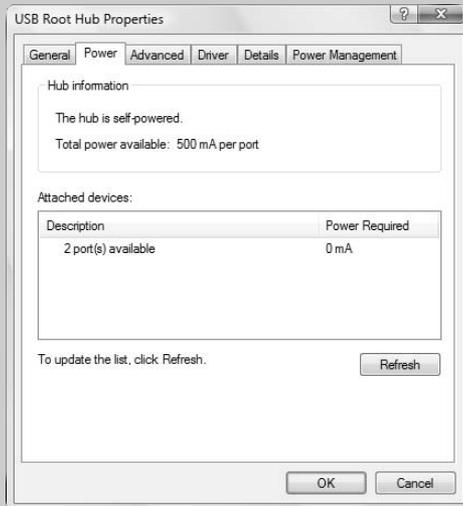 USB Root Hub Properties
? X
General Power Advanced Driver Details Power Management
Hub information
The hub is self-powered.
Total power available: 500 mA per port
Attached devices:
Description Power Required
2 port(s) available 0 mA
To update the list, click Refresh. Refresh
OK Cancel